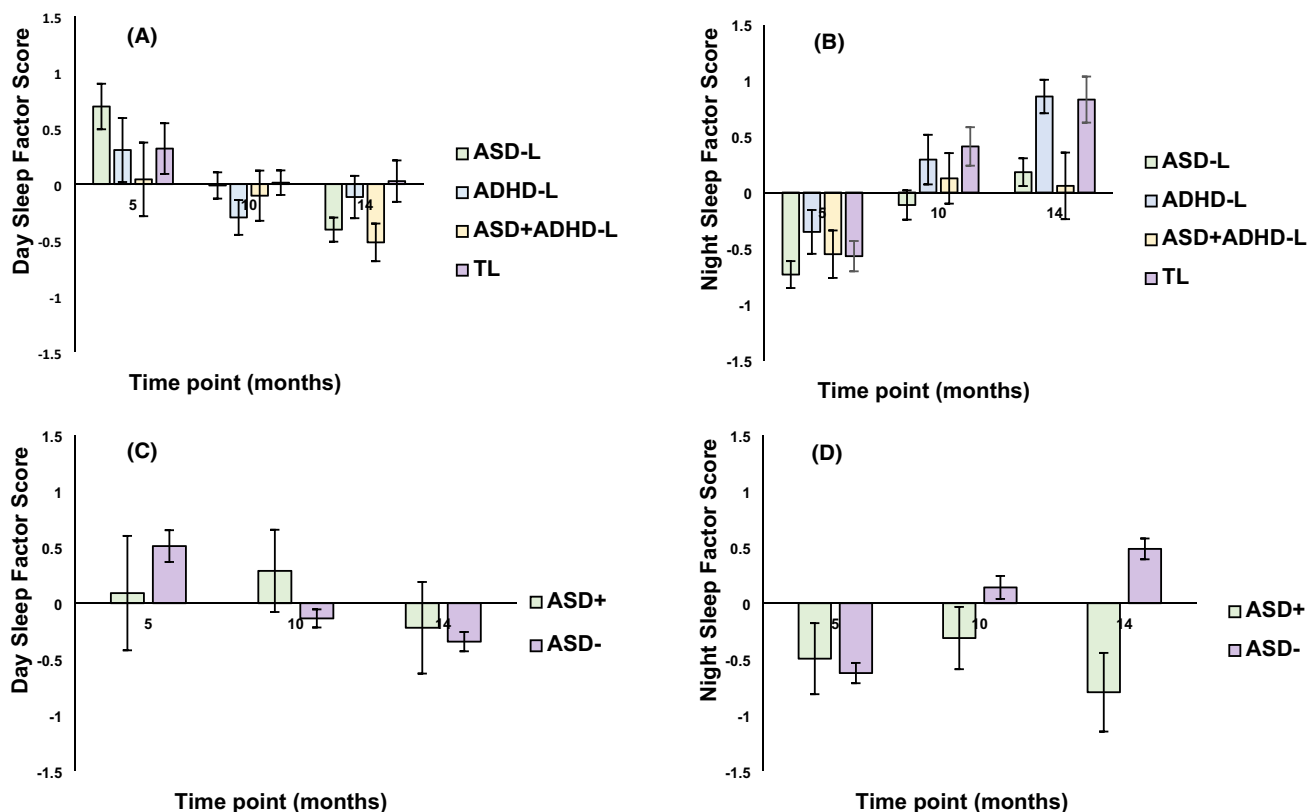 (A)
Day Sleep Factor Score
1.5
1
0.5
0
-0.5
-1
-1.5
5
10
14
Time point (months)
ASD-L
ADHD-L
ASD+ADHD-L
TL
(B)
Night Sleep Factor Score
1.5
1
0.5
0
-0.5
-1
-1.5
5
10
14
Time point (months)
ASD-L
ADHD-L
ASD+ADHD-L
TL
(C)
Day Sleep Factor Score
1.5
1
0.5
0
-0.5
-1
-1.5
5
10
14
Time point (months)
ASD+
ASD-
(D)
Night Sleep Factor Score
1.5
1
0.5
0
-0.5
-1
-1.5
5
10
14
Time point (months)
ASD+
ASD-